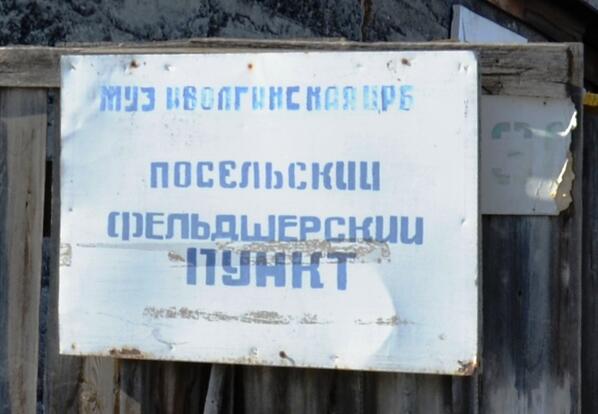 МУЗ ИВОЛГИНСКАЯ ЦРБ
ПОСЕЛЬСКИЙ
ФЕЛЬДШЕРСКИЙ
ПУНКТ